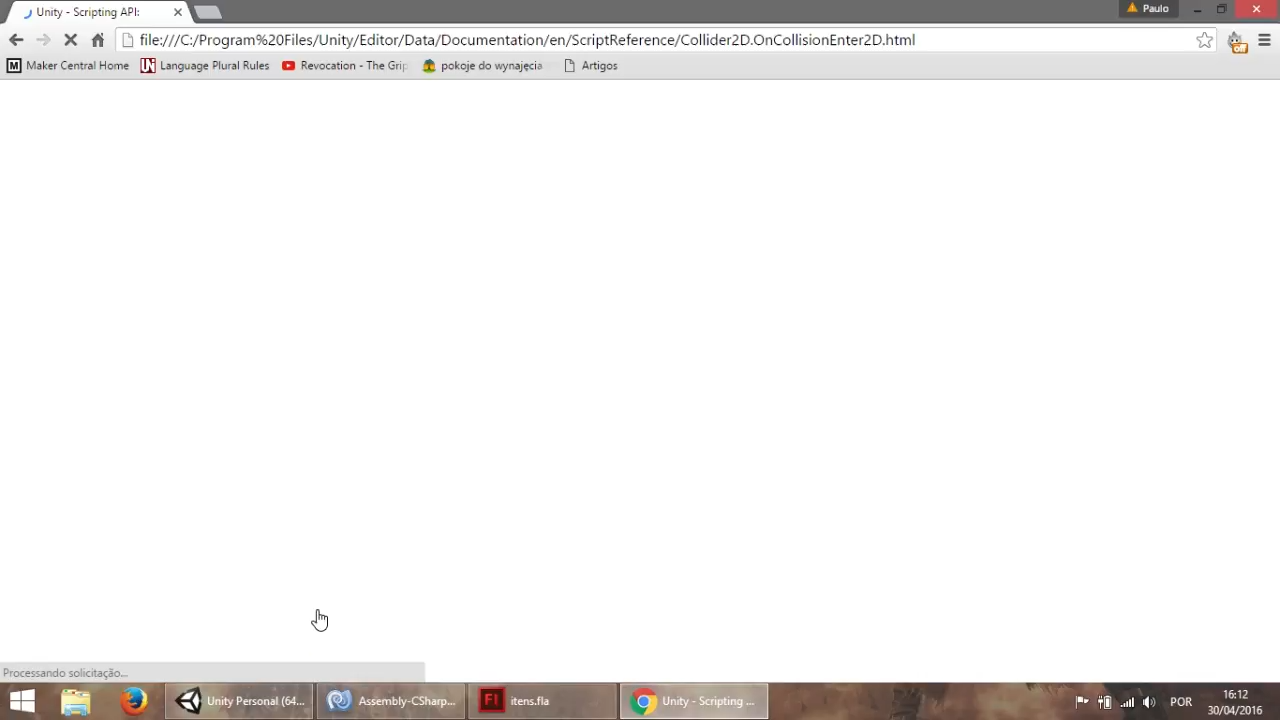 Unity - Scripting API:
Paulo
file:///C:/Program%20Files/Unity/Editor/Data/Documentation/en/ScriptReference/Collider2D.OnCollisionEnter2D.html
off
M Maker Central Home
Language Plural Rules
Revocation - The Grip
pokoje do wynajęcia
Artigos
Processando solicitação...
Unity Personal (64...
Assembly-CSharp...
Fl itens.fla
Unity - Scripting ...
POR
16:12
30/04/2016